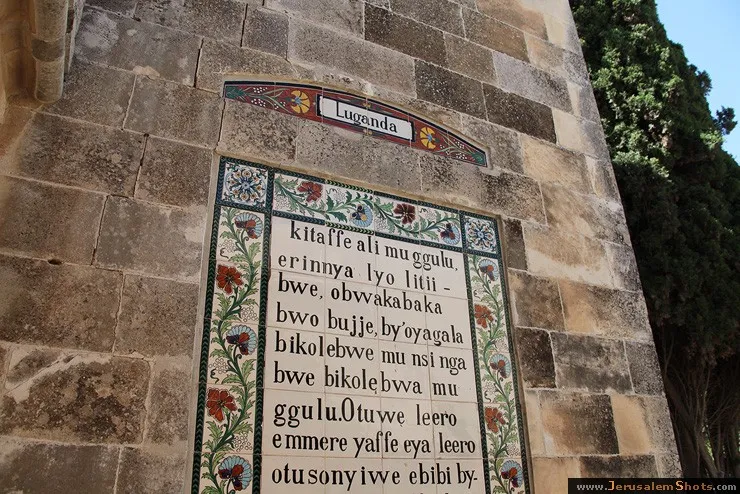 Luganda
kitaffe ali mu ggulu,
erinnya lyo litii -
bwe, obwakabaka
bwo bujje, by'oyagala
bikolebwe mu nsi nga
bwe bikolebwa mu
ggulu. Otuwe leero
emmere yaffe eya leero
otusonyiwe ebibi by-
www.JerusalemShots.com